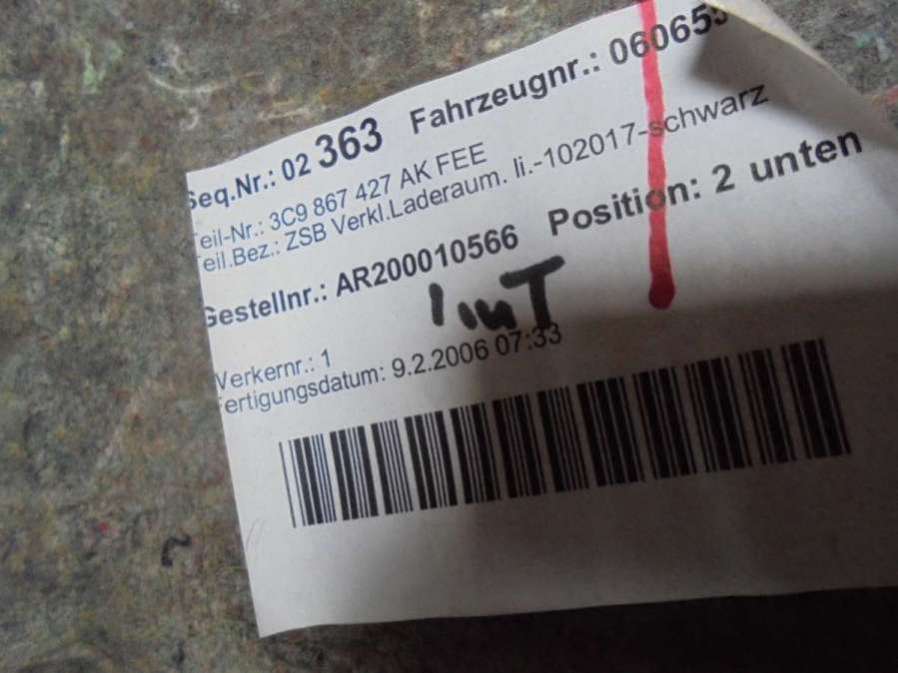 Seq.Nr.: 02 363 Fahrzeugnr.: 060655
Teil-Nr.: 3C9 867 427 AK FEE
Teil.Bez.: ZSB Verkl.Laderaum. li.-102017-schwarz
Gestellnr.: AR200010566 Position: 2 unten
Werkernr.: 1
Fertigungsdatum: 9.2.2006 07:33